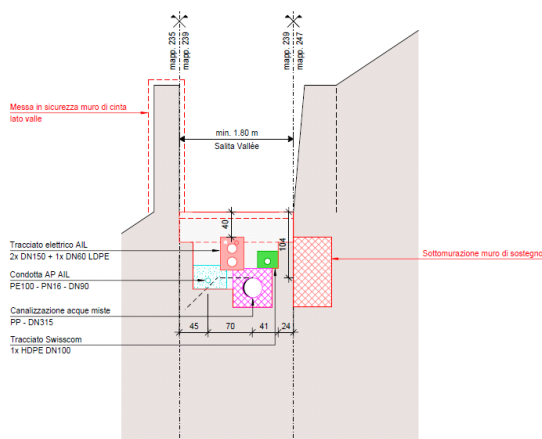 mapp. 235
mapp. 239
mapp. 239
mapp. 247
Messa in sicurezza muro di cinta
lato valle
min. 1.80 m
Salita Vallée
40
104
Tracciato elettrico AIL
2x DN150 + 1x DN60 LDPE
Condotta AP AIL
PE100 - PN16 - DN90
Canalizzazione acque miste
PP - DN315
Tracciato Swisscom
1x HDPE DN100
Sottomurazione muro di sostegno
45
70
41
24